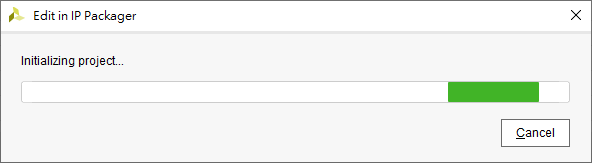 Edit in IP Packager
Initializing project...
Cancel